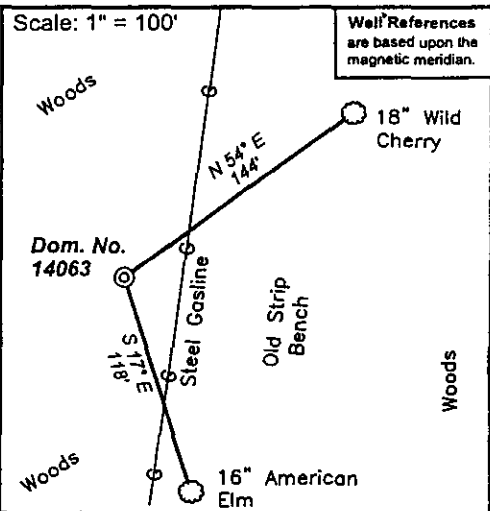 Scale: 1" = 100'
Well References
are based upon the
magnetic meridian.
Woods
G
18" Wild
Cherry
N 54° E
144'
Dom. No.
14063
G
Steel Gasline
Old Strip
Bench
S 17° E
118'
G
Woods
Woods
G
16" American
Elm